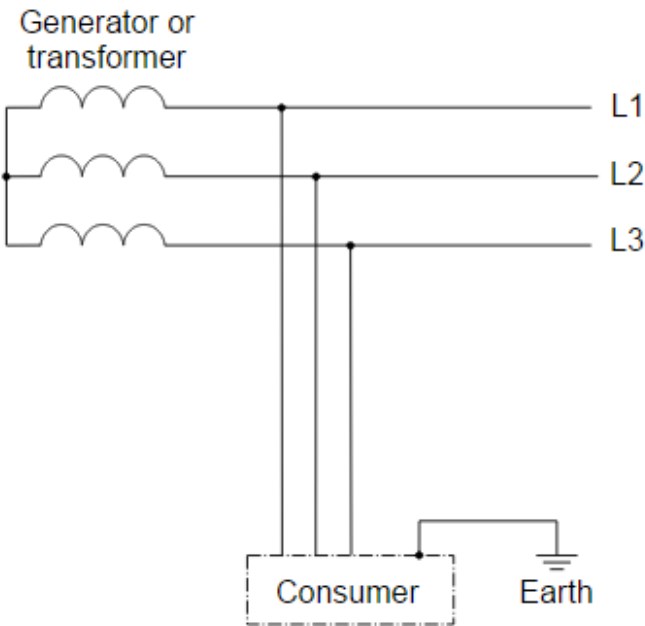 Generator or
transformer
L1
L2
L3
Consumer
Earth